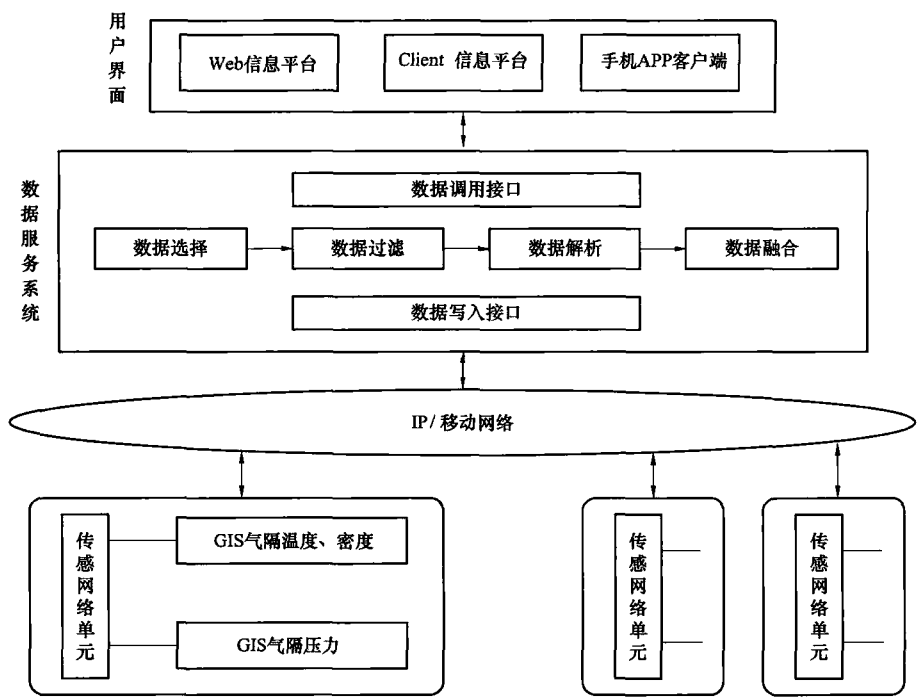 用户界面
Web信息平台
Client 信息平台
手机APP客户端
数据服务系统
数据调用接口
数据选择
数据过滤
数据解析
数据融合
数据写入接口
IP/移动网络
传感网络单元
GIS气隔温度、密度
GIS气隔压力
传感网络单元
传感网络单元